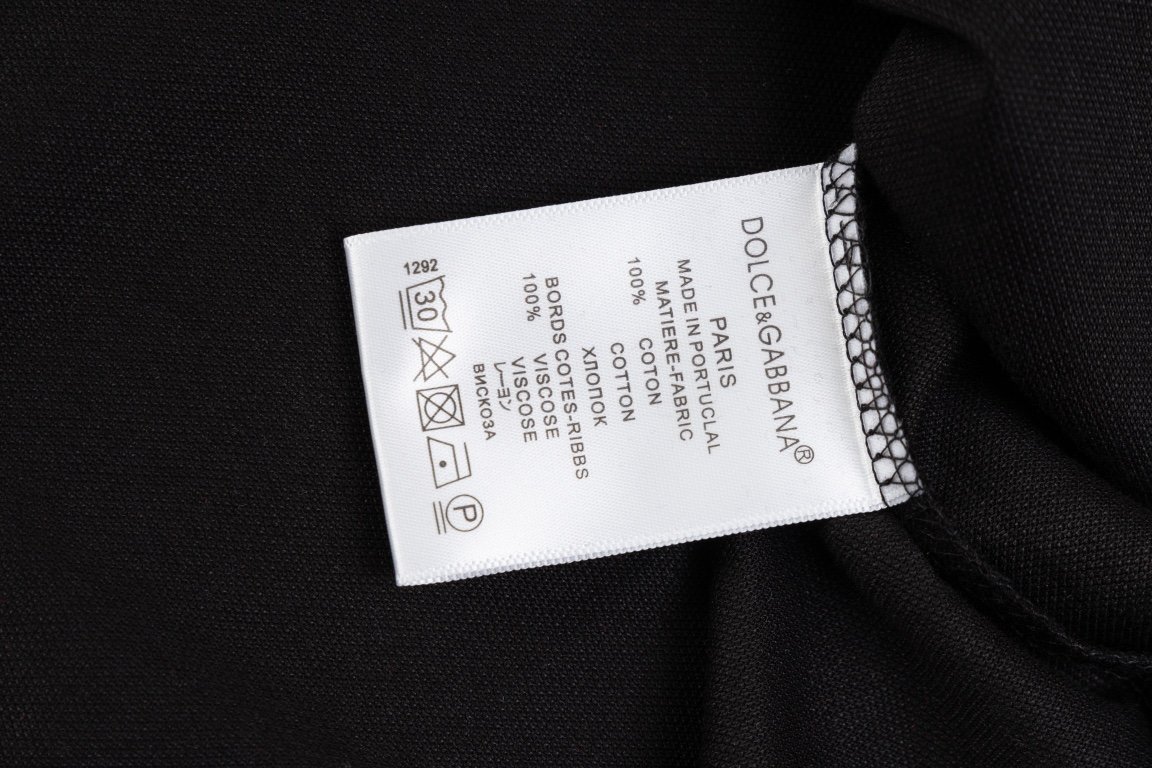 DOLCE&GABBANA®
PARIS
MADE IN PORTUCLAL
MATIERE-FABRIC
100% COTON
COTTON
ХЛОПОК
BORDS COTES-RIBBS
100% VISCOSE
VISCOSE
レーヨン
ВИСКОЗА
1292
30
P